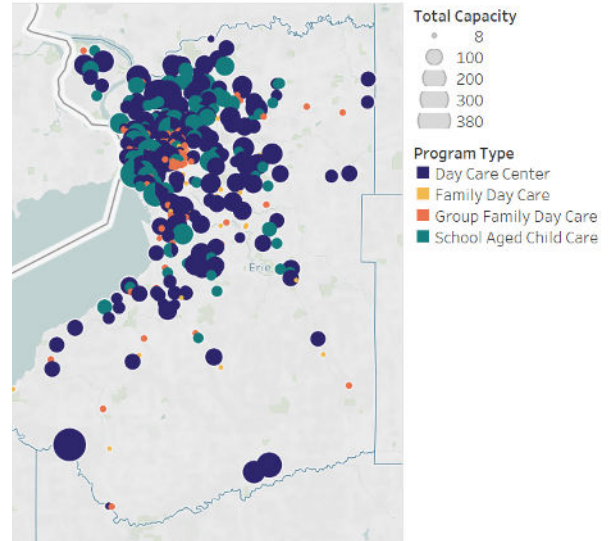 Total Capacity
8
100
200
300
380
Program Type
Day Care Center
Family Day Care
Group Family Day Care
School Aged Child Care
Erie